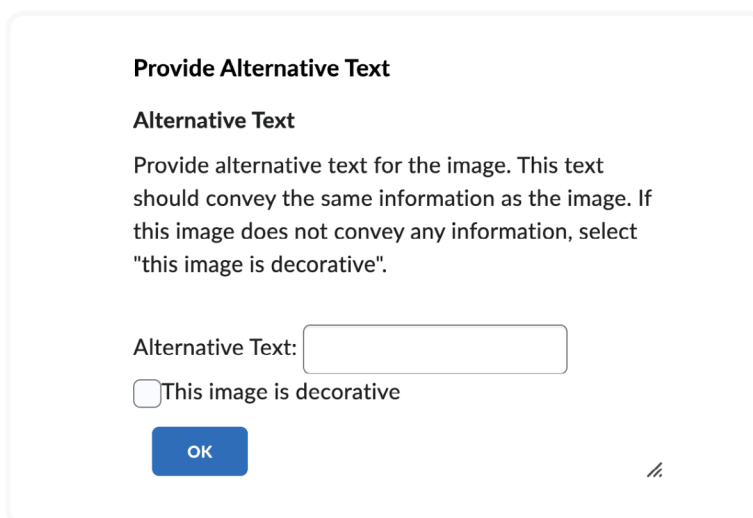 Provide Alternative Text
Alternative Text
Provide alternative text for the image. This text
should convey the same information as the image. If
this image does not convey any information, select
"this image is decorative".
Alternative Text:
This image is decorative
OK